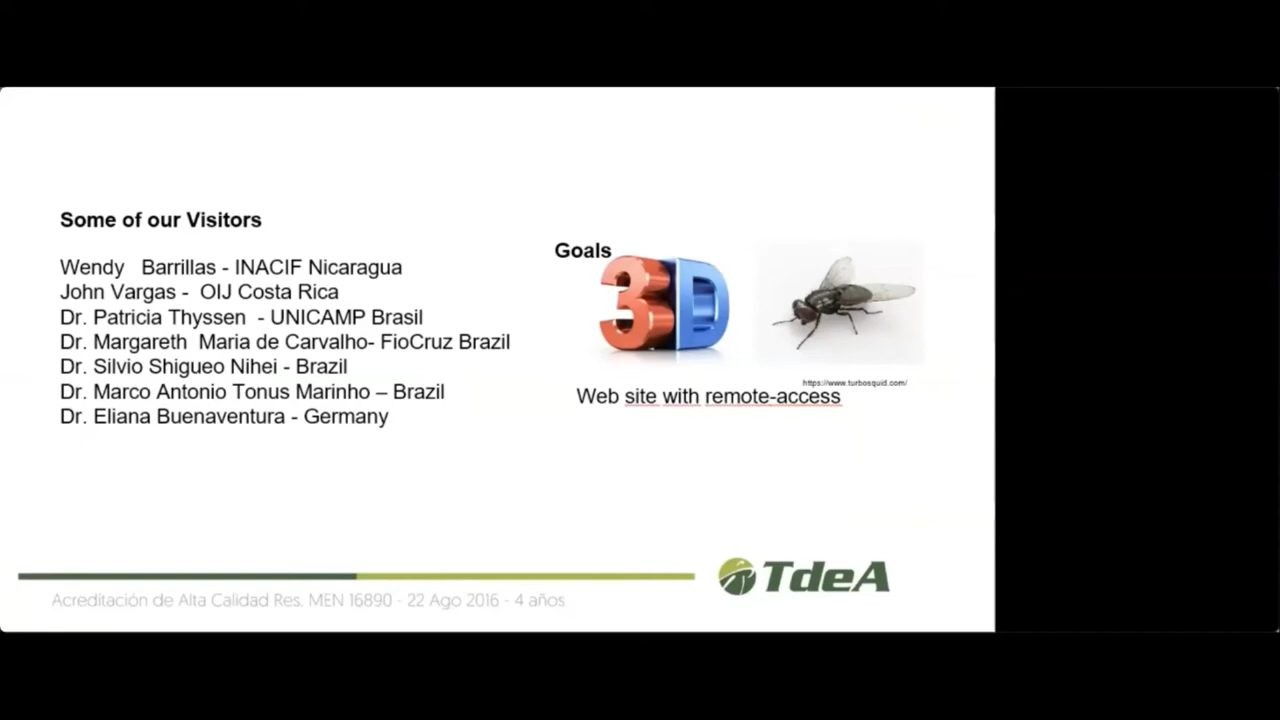 Some of our Visitors
Wendy   Barrillas - INACIF Nicaragua
John Vargas -  OIJ Costa Rica
Dr. Patricia Thyssen  - UNICAMP Brasil
Dr. Margareth  Maria de Carvalho- FioCruz Brazil
Dr. Silvio Shigueo Nihei - Brazil
Dr. Marco Antonio Tonus Marinho – Brazil
Dr. Eliana Buenaventura - Germany
Goals
3D
https://www.turbosquid.com/
Web site with remote-access
TdeA
Acreditación de Alta Calidad Res. MEN 16890 - 22 Ago 2016 - 4 años